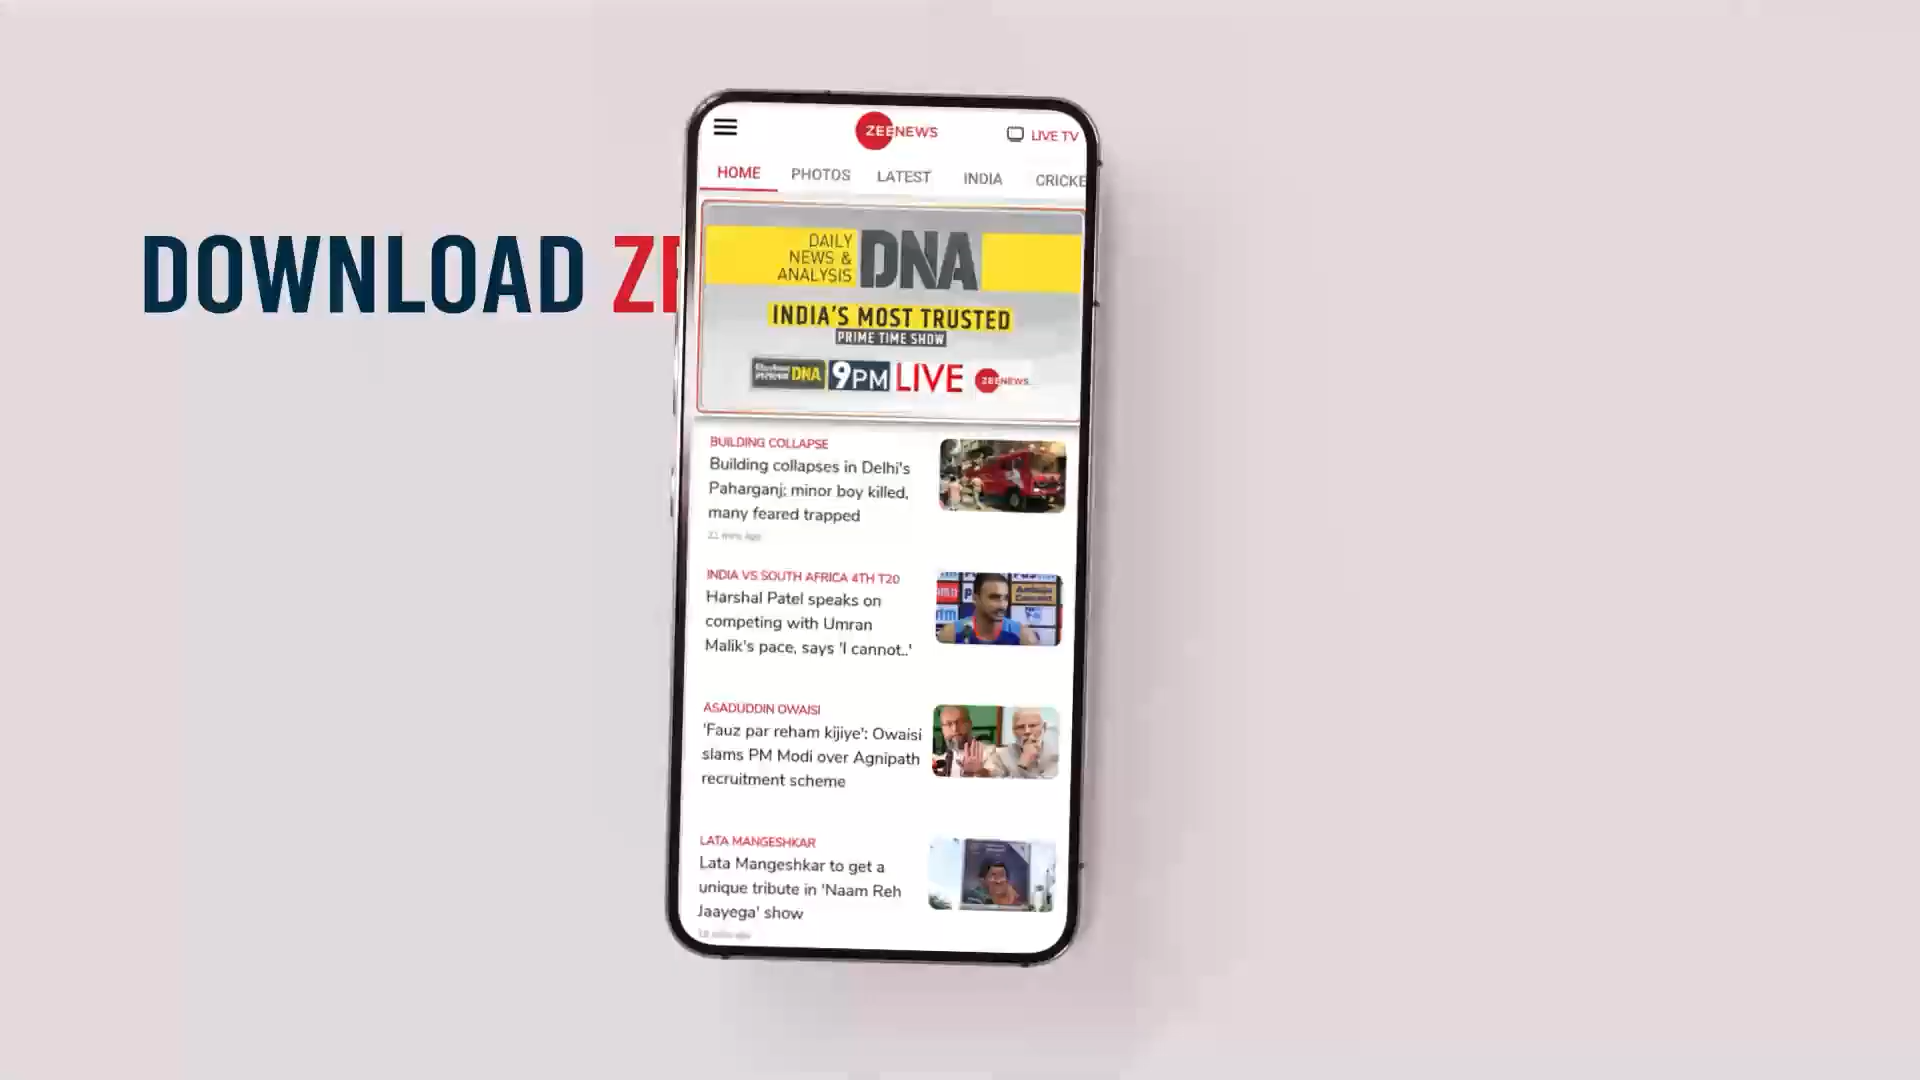 ZEENEWS
LIVE TV
HOME PHOTOS LATEST INDIA CRICKE
DOWNLOAD ZE
DAILY
NEWS &
ANALYSIS
DNA
INDIA'S MOST TRUSTED
PRIME TIME SHOW
DNA 9PM LIVE ZEENEWS
BUILDING COLLAPSE
Building collapses in Delhi's
Paharganj; minor boy killed,
many feared trapped
INDIA VS SOUTH AFRICA 4TH T20
Harshal Patel speaks on
competing with Umran
Malik's pace, says 'I cannot..'
ASADUDDIN OWAISI
'Fauz par reham kijiye': Owaisi
slams PM Modi over Agnipath
recruitment scheme
LATA MANGESHKAR
Lata Mangeshkar to get a
unique tribute in 'Naam Reh
Jaayega' show